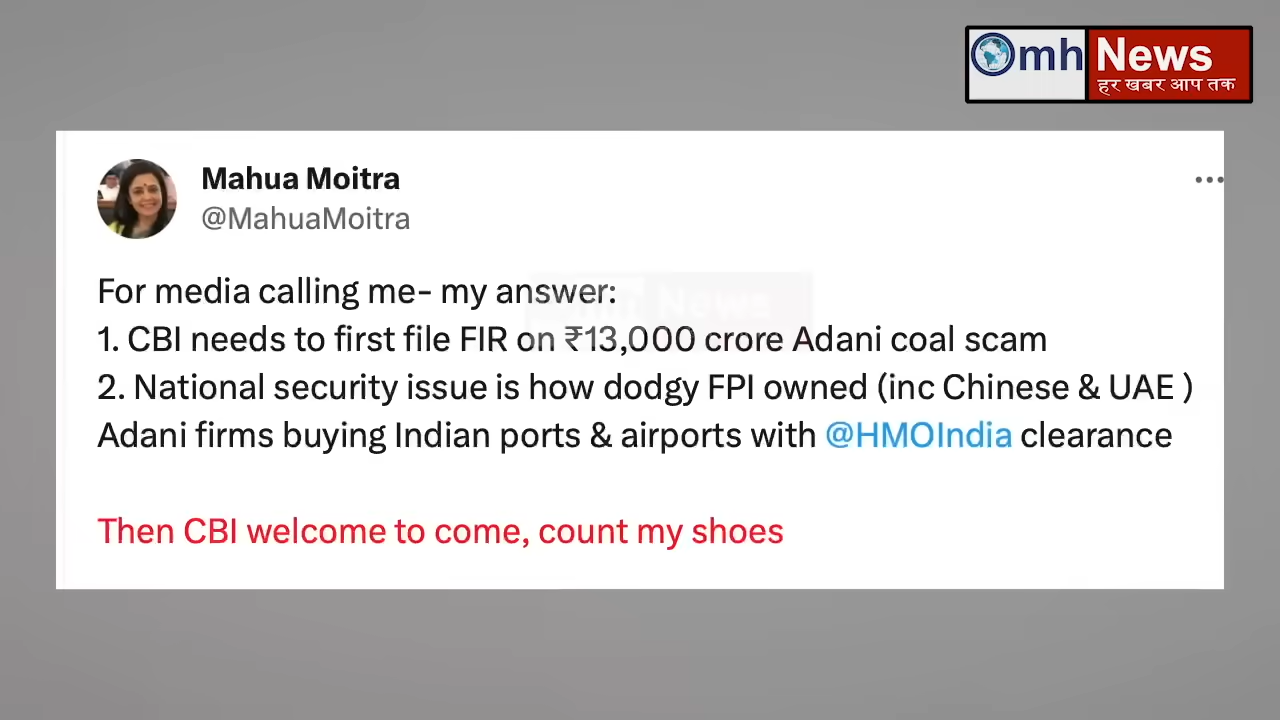 mh News
हर खबर आप तक
Mahua Moitra
@MahuaMoitra
For media calling me- my answer:
1. CBI needs to first file FIR on ₹13,000 crore Adani coal scam
2. National security issue is how dodgy FPI owned (inc Chinese & UAE )
Adani firms buying Indian ports & airports with @HMOIndia clearance
Then CBI welcome to come, count my shoes
mh News